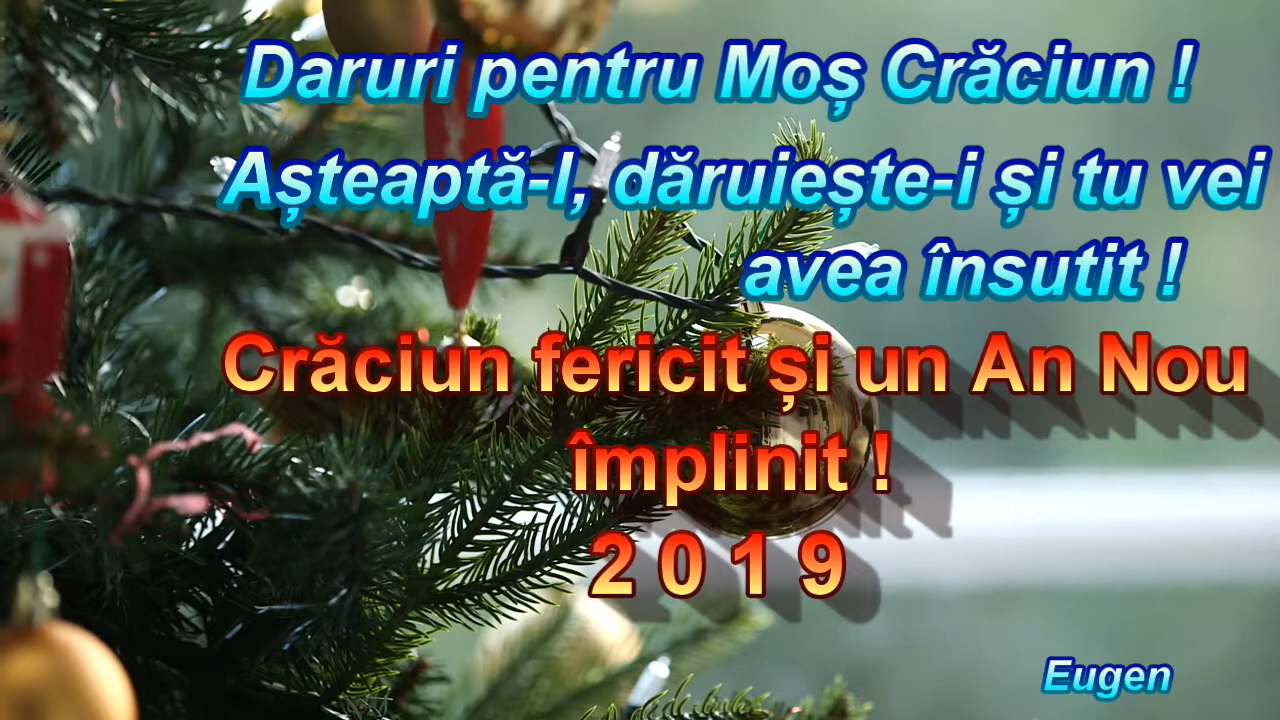 Daruri pentru Moș Crăciun !
Așteaptă-l, dăruiește-i și tu vei
avea însutit !
Crăciun fericit și un An Nou
împlinit !
2 0 1 9
Eugen